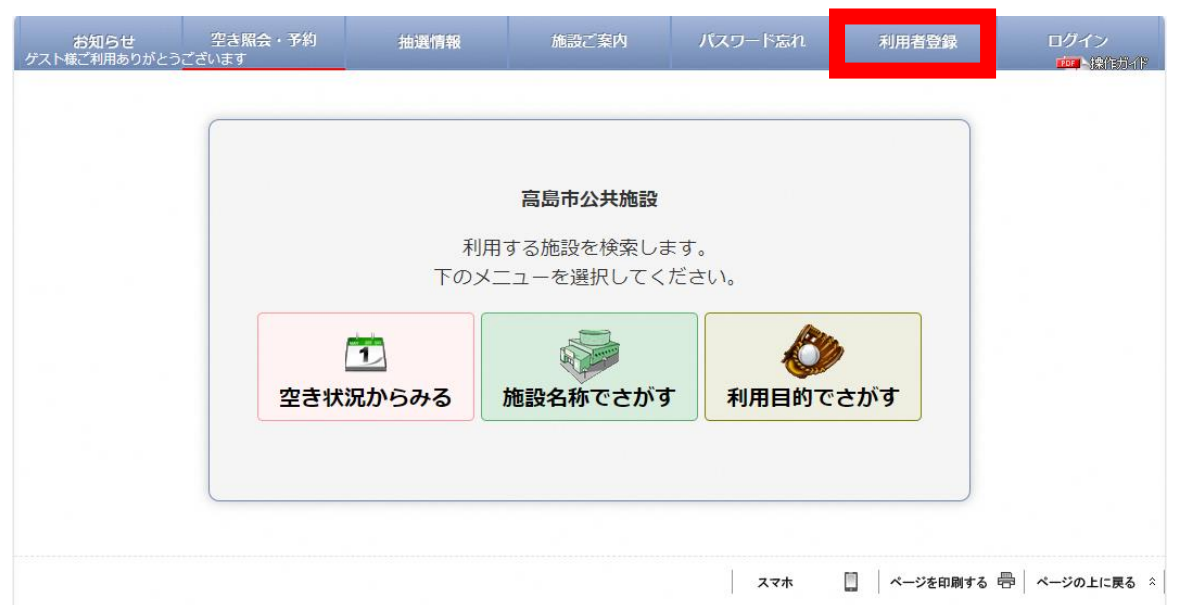 お知らせ 空き照会・予約 抽選情報 施設ご案内 パスワード忘れ 利用者登録 ログイン
ゲスト様ご利用ありがとうございます PDF 操作ガイド
高島市公共施設
利用する施設を検索します。
下のメニューを選択してください。
1
空き状況からみる 施設名称でさがす 利用目的でさがす
スマホ ページを印刷する ページの上に戻る